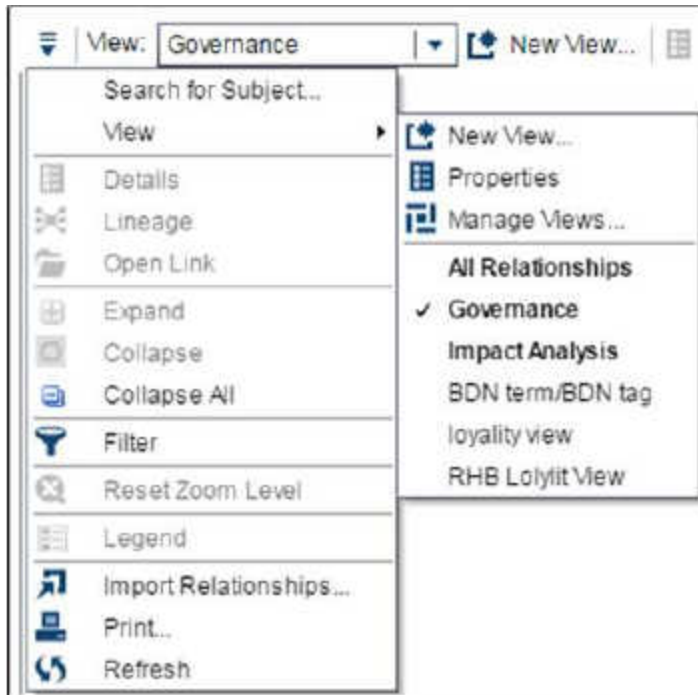 View: Governance New View...
Search for Subject...
View
Details
Lineage
Open Link
Expand
Collapse
Collapse All
Filter
Reset Zoom Level
Legend
Import Relationships...
Print...
Refresh
New View...
Properties
Manage Views...
All Relationships
Governance
Impact Analysis
BDN term/BDN tag
loyality view
RHB Lolylit View